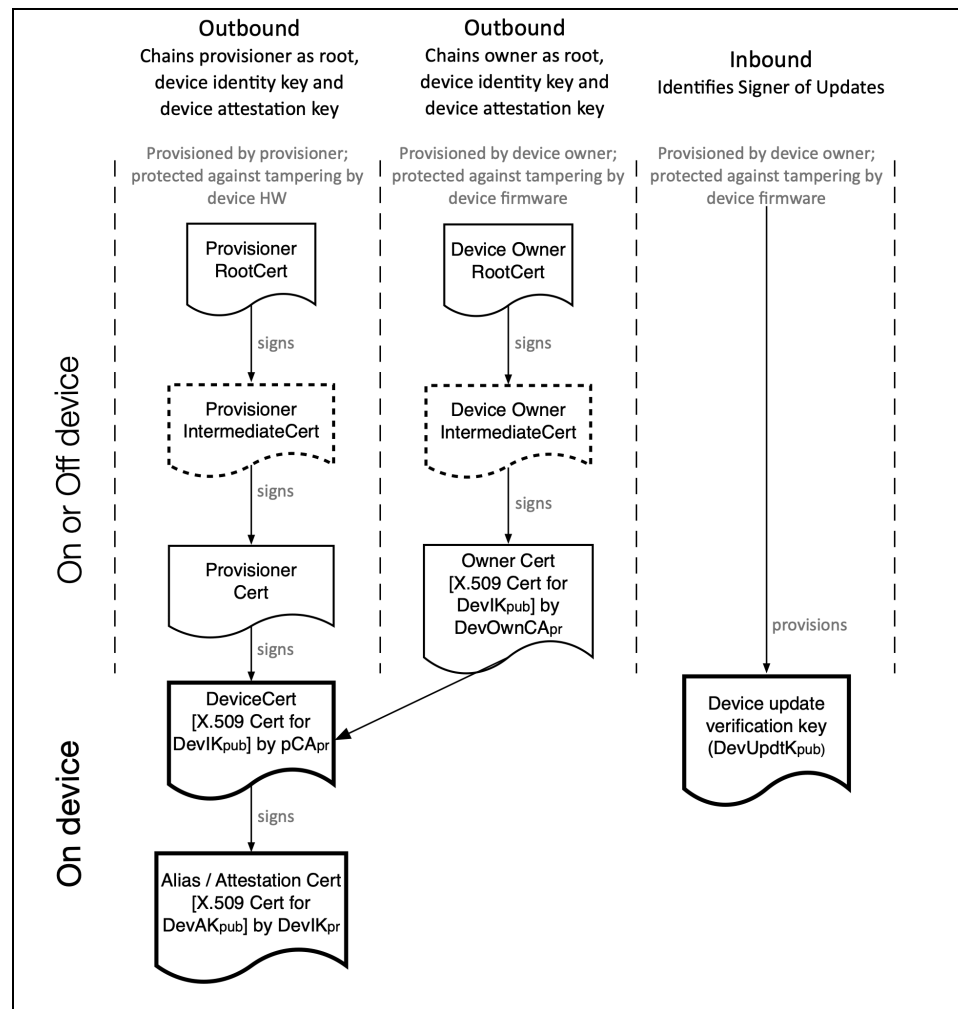 Outbound
Chains provisioner as root,
device identity key and
device attestation key
Outbound
Chains owner as root,
device identity key and
device attestation key
Inbound
Identifies Signer of Updates
Provisioned by provisioner;
protected against tampering by
device HW
Provisioned by device owner;
protected against tampering by
device firmware
Provisioned by device owner;
protected against tampering by
device firmware
On or Off device
Provisioner
RootCert
signs
Provisioner
IntermediateCert
signs
Provisioner
Cert
signs
Device Owner
RootCert
signs
Device Owner
IntermediateCert
signs
Owner Cert
[X.509 Cert for
DevIKpub] by
DevOwnCApr
provisions
On device
DeviceCert
[X.509 Cert for
DevIKpub] by pCApr
signs
Alias / Attestation Cert
[X.509 Cert for
DevAKpub] by DevIKpr
Device update
verification key
(DevUpdtKpub)